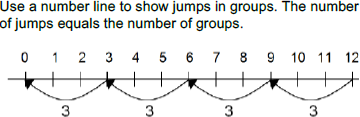 Use a number line to show jumps in groups. The number
of jumps equals the number of groups.
0 1 2 3 4 5 6 7 8 9 10 11 12
3 3 3 3